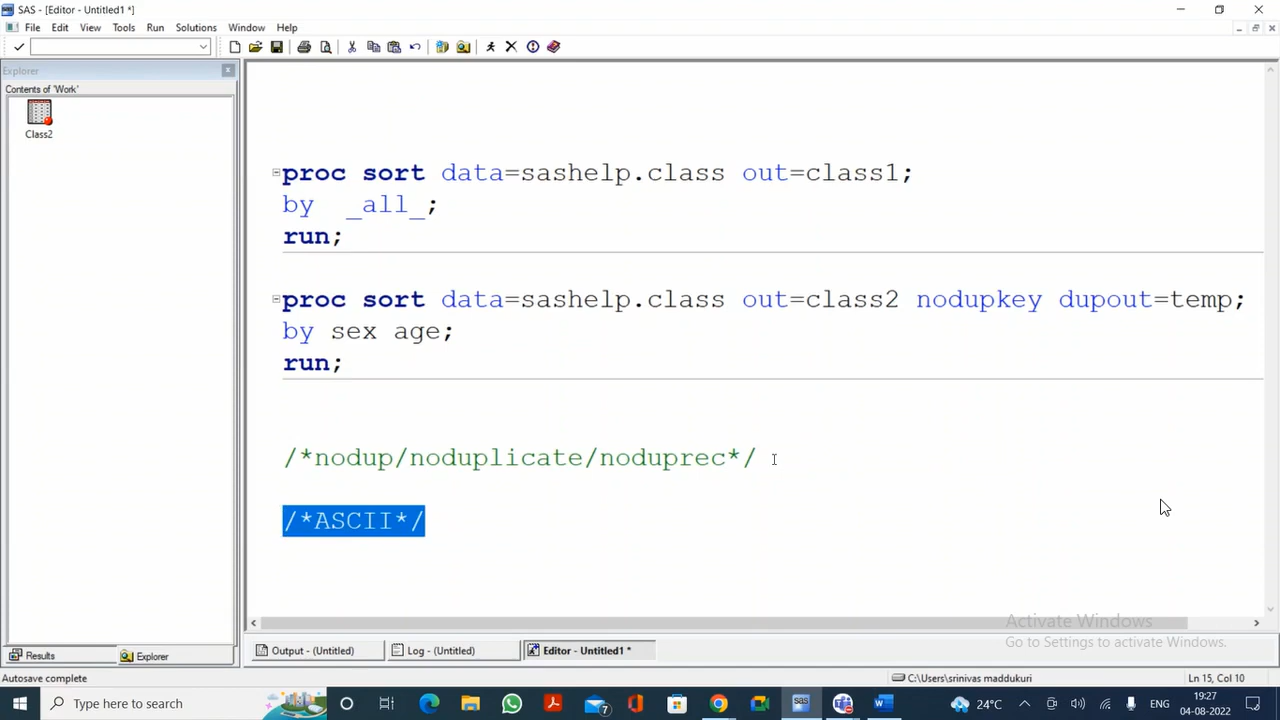 SAS - [Editor - Untitled1 *]
File Edit View Tools Run Solutions Window Help
Explorer
Contents of 'Work'
Class2
proc sort data=sashelp.class out=class1;
by _all_;
run;
proc sort data=sashelp.class out=class2 nodupkey dupout=temp;
by sex age;
run;
/*nodup/noduplicate/noduprec*/
/*ASCII*/
Activate Windows
Go to Settings to activate Windows.
Results Explorer
Output - (Untitled) Log - (Untitled) Editor - Untitled1 *
Autosave complete C:\Users\srinivas maddukuri Ln 15, Col 10
Type here to search 7 sas W 24°C ENG 19:27
04-08-2022